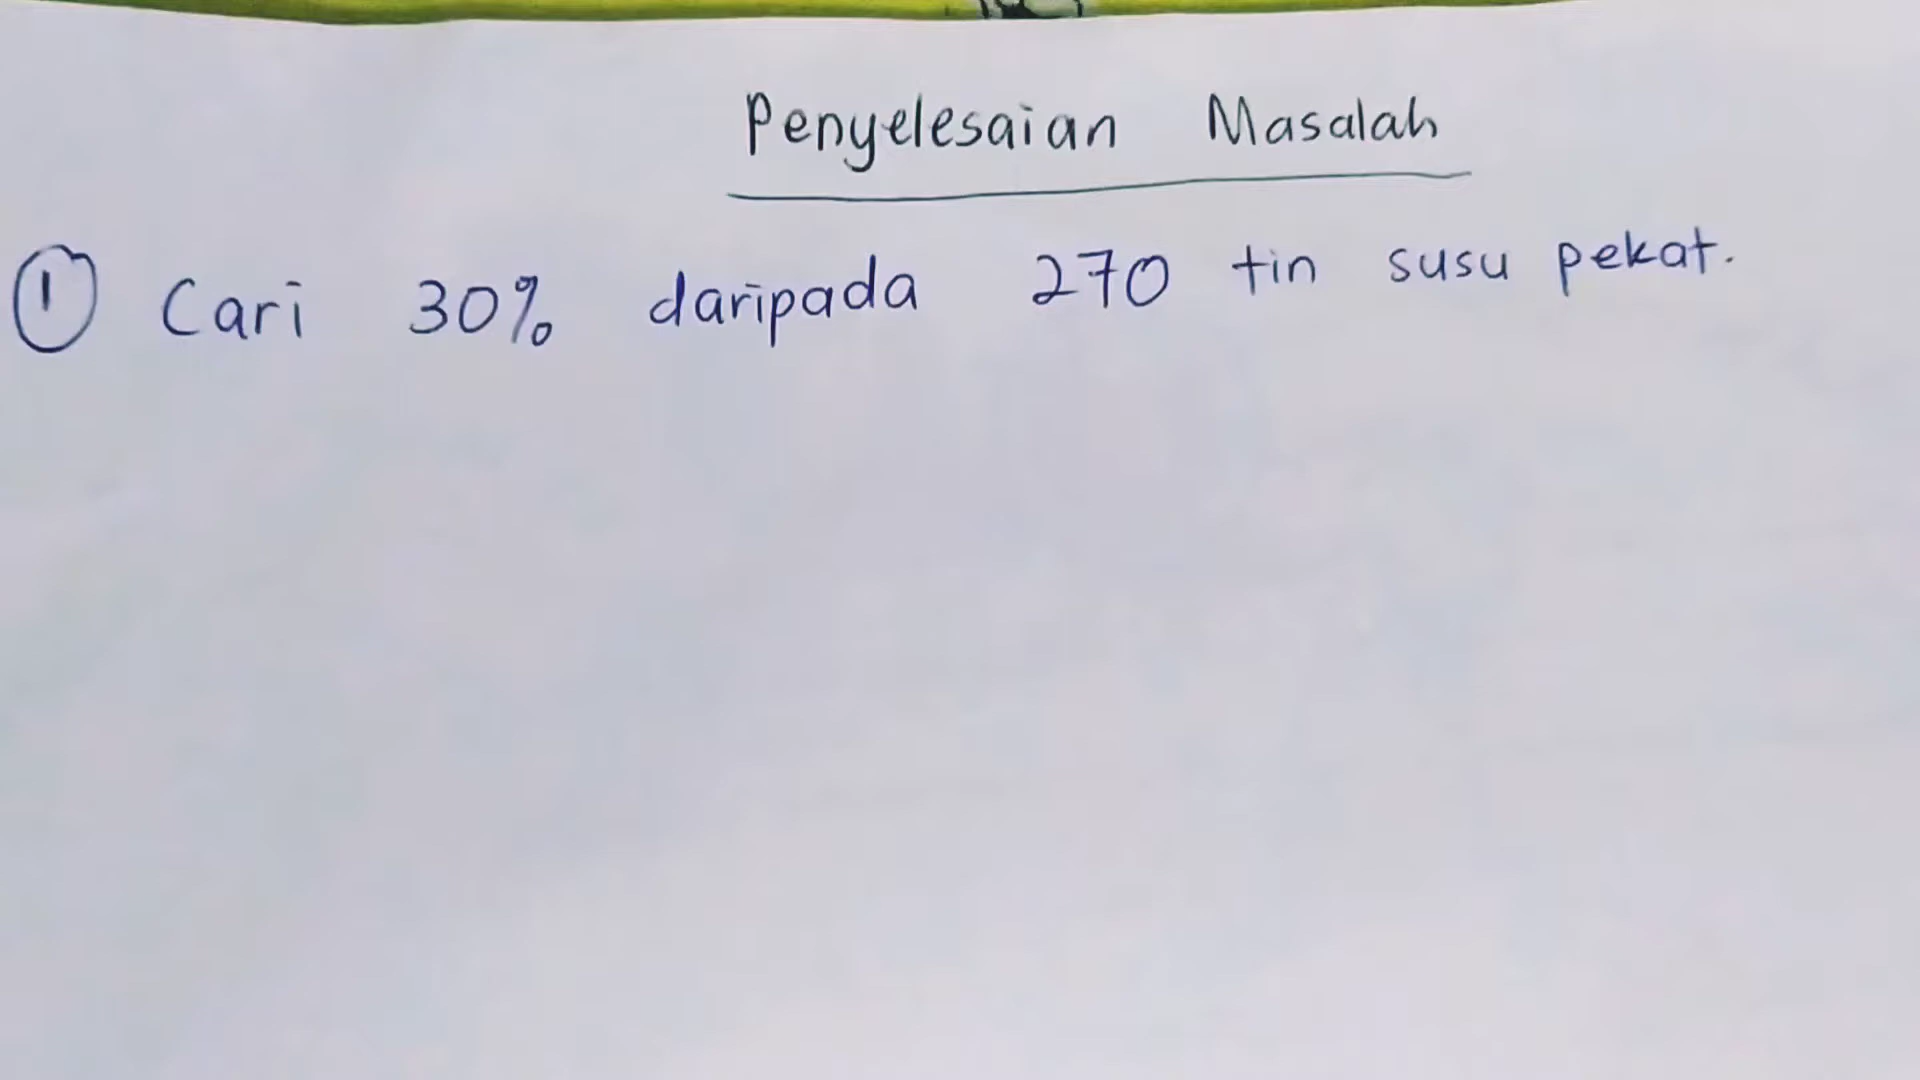 Penyelesaian Masalah
① Cari 30% daripada 270 tin susu pekat.